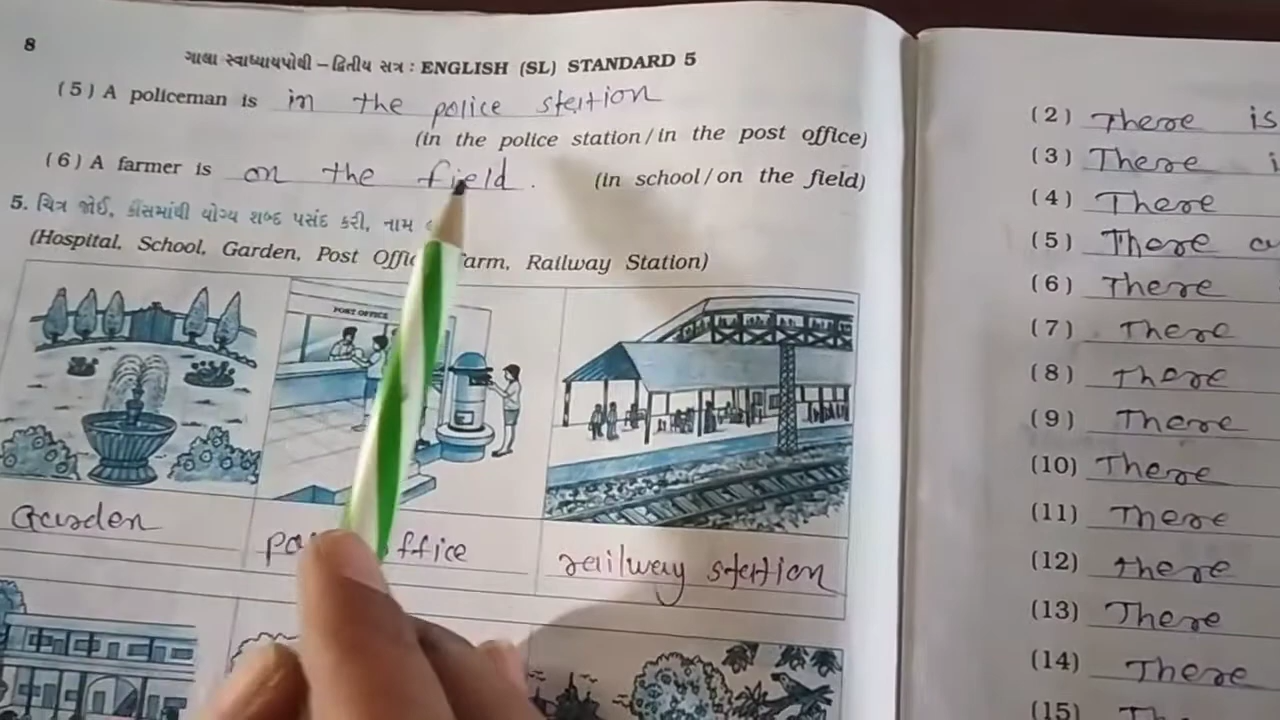 8
ગાલા સ્વાધ્યાયપોથી – દ્વિતીય સત્ર : ENGLISH (SL) STANDARD 5
(5) A policeman is in the police station
(in the police station/in the post office)
(6) A farmer is on the field. (in school/on the field)
5. ચિત્ર જોઈ, કૌંસમાંથી યોગ્ય શબ્દ પસંદ કરી, નામ
(Hospital, School, Garden, Post Office, Farm, Railway Station)
POST OFFICE
Garden
office
railway station
(2) There is
(3) There
(4) There
(5) There
(6) There
(7) There
(8) There
(9) There
(10) There
(11) There
(12) there
(13) There
(14) There
(15)